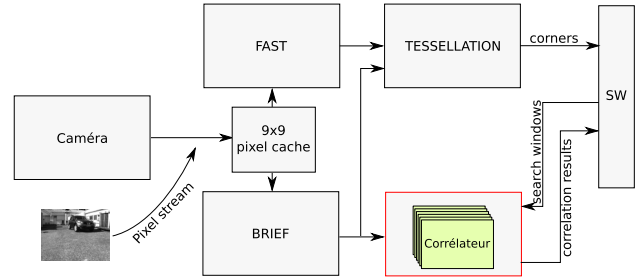 FAST
TESSELLATION
corners
SW
Caméra
9x9
pixel cache
search windows
correlation results
Pixel stream
BRIEF
Corrélateur